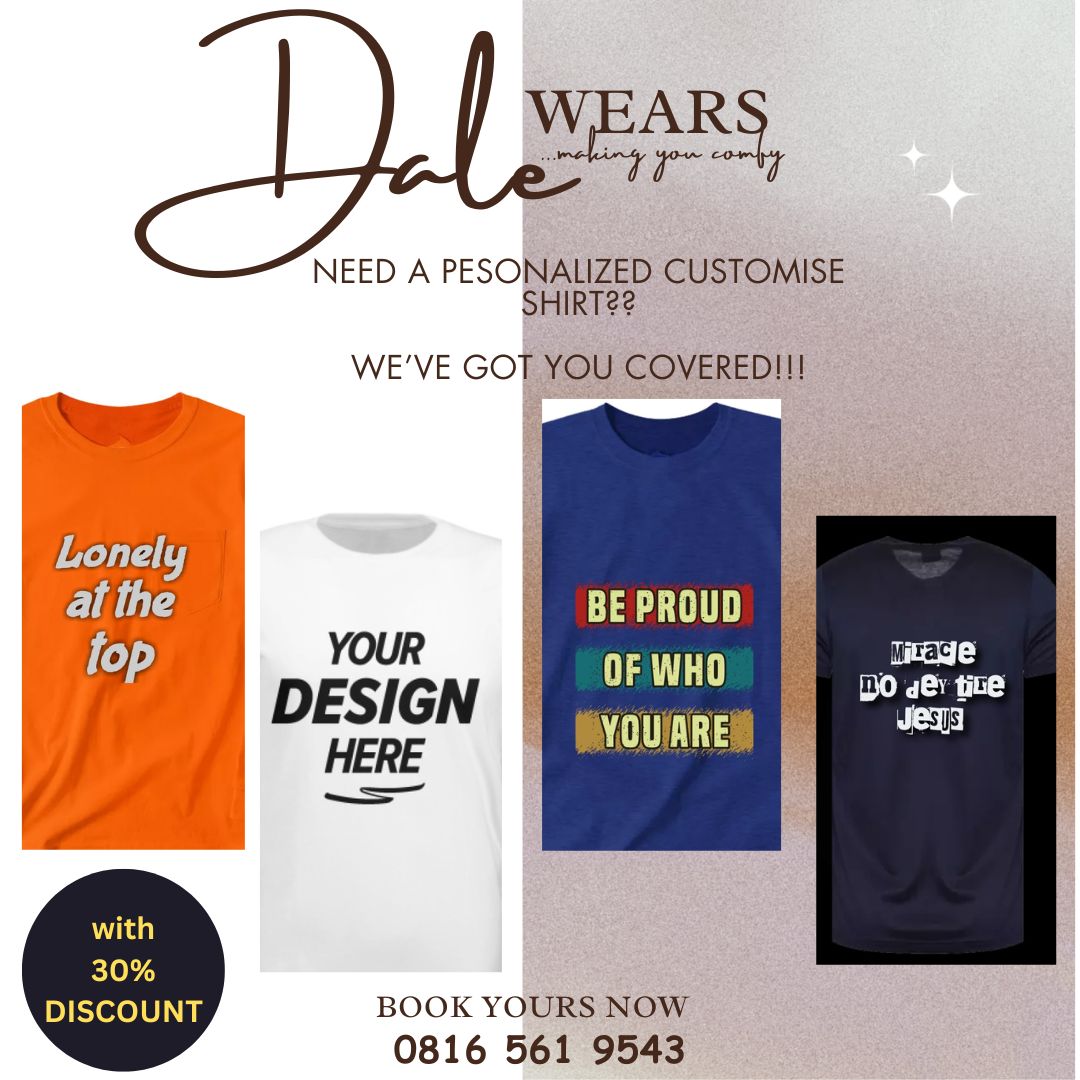 Dale WEARS
...making you comfy
NEED A PESONALIZED CUSTOMISE
SHIRT??
WE'VE GOT YOU COVERED!!!
Lonely
at the
top
YOUR
DESIGN
HERE
BE PROUD
OF WHO
YOU ARE
Miracle
no dey tire
Jesus
with
30%
DISCOUNT
BOOK YOURS NOW
0816 561 9543